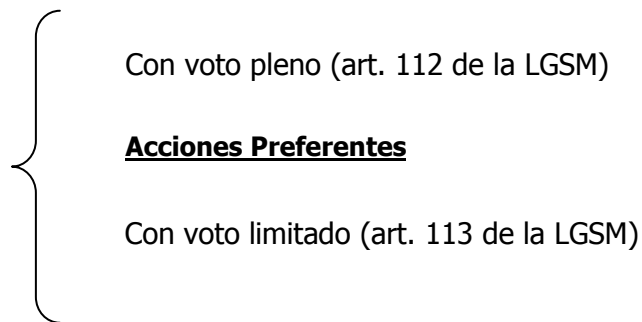 Con voto pleno (art. 112 de la LGSM)
Acciones Preferentes
Con voto limitado (art. 113 de la LGSM)